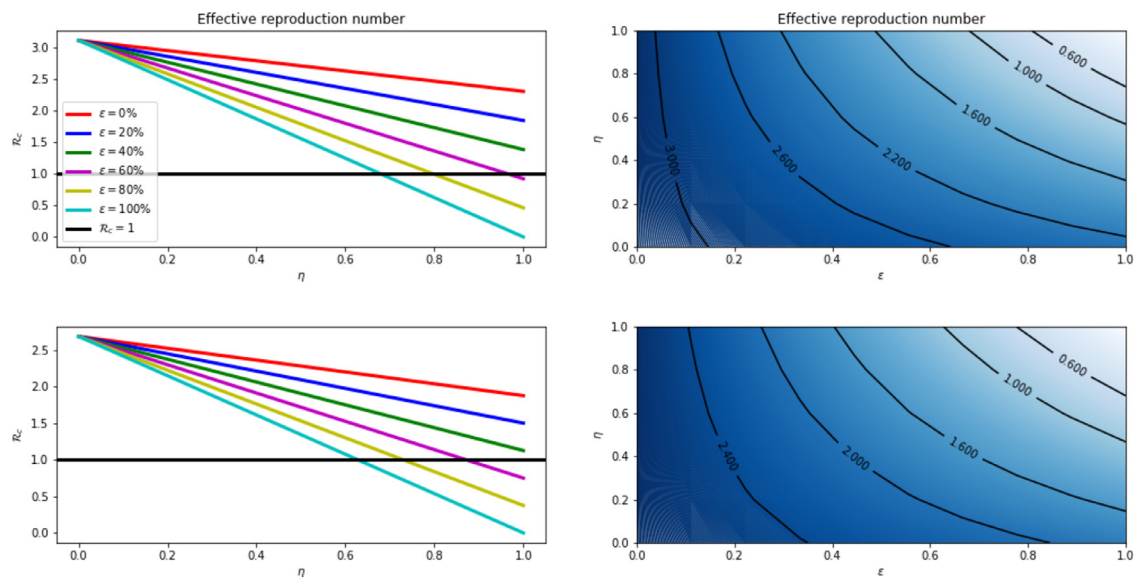 Effective reproduction number
3.0
2.5
2.0
1.5
1.0
0.5
0.0
ℛc
ε = 0%
ε = 20%
ε = 40%
ε = 60%
ε = 80%
ε = 100%
ℛc = 1
0.0 0.2 0.4 0.6 0.8 1.0
η
Effective reproduction number
1.0
0.8
0.6
0.4
0.2
0.0
η
3.000
2.600
2.200
1.600
1.000
0.600
0.0 0.2 0.4 0.6 0.8 1.0
ε
2.5
2.0
1.5
1.0
0.5
0.0
ℛc
0.0 0.2 0.4 0.6 0.8 1.0
η
1.0
0.8
0.6
0.4
0.2
0.0
η
2.400
2.000
1.600
1.000
0.600
0.0 0.2 0.4 0.6 0.8 1.0
ε